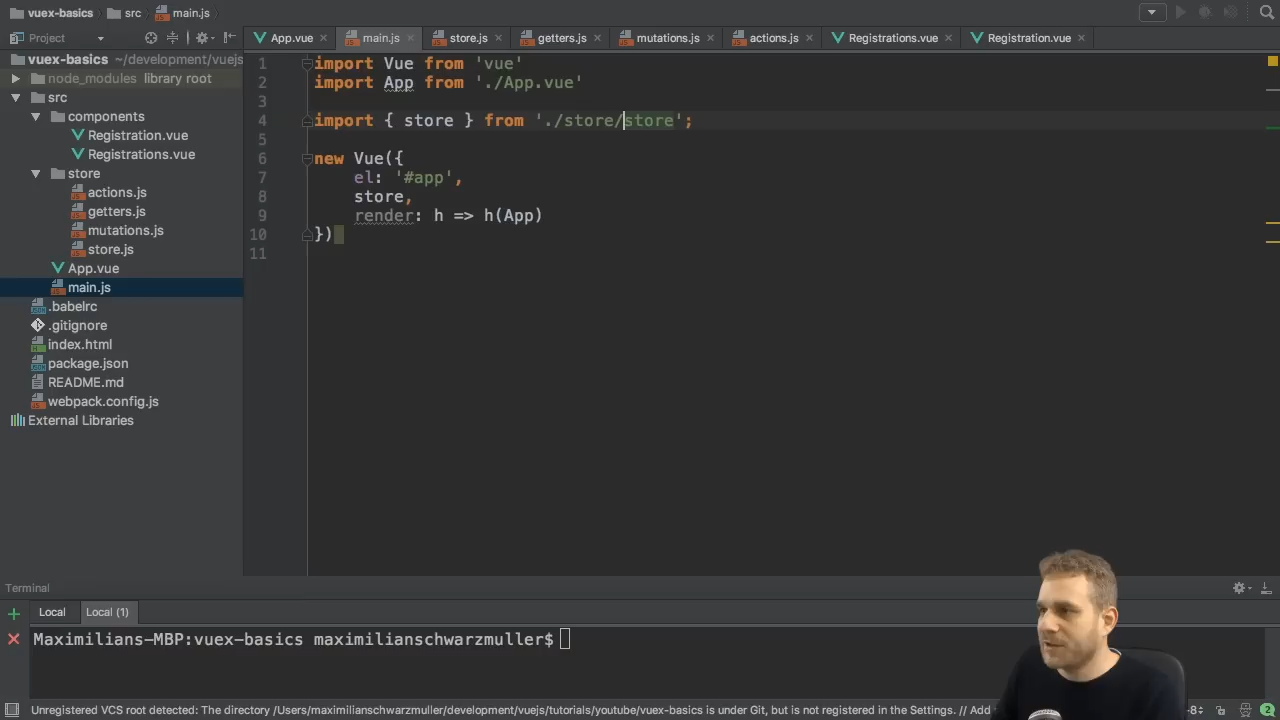 vuex-basics src main.js
Project
App.vue main.js store.js getters.js mutations.js actions.js Registrations.vue Registration.vue
vuex-basics ~/development/vuejs
node_modules library root
src
components
Registration.vue
Registrations.vue
store
actions.js
getters.js
mutations.js
store.js
App.vue
main.js
.babelrc
.gitignore
index.html
package.json
README.md
webpack.config.js
External Libraries
1 import Vue from 'vue'
2 import App from './App.vue'
3
4 import { store } from './store/store';
5
6 new Vue({
7 el: '#app',
8 store,
9 render: h => h(App)
10 })
11
Terminal
Local Local (1)
Maximilians-MBP:vuex-basics maximilianschwarzmuller$
Unregistered VCS root detected: The directory /Users/maximilianschwarzmuller/development/vuejs/tutorials/youtube/vuex-basics is under Git, but is not registered in the Settings. // Add
2